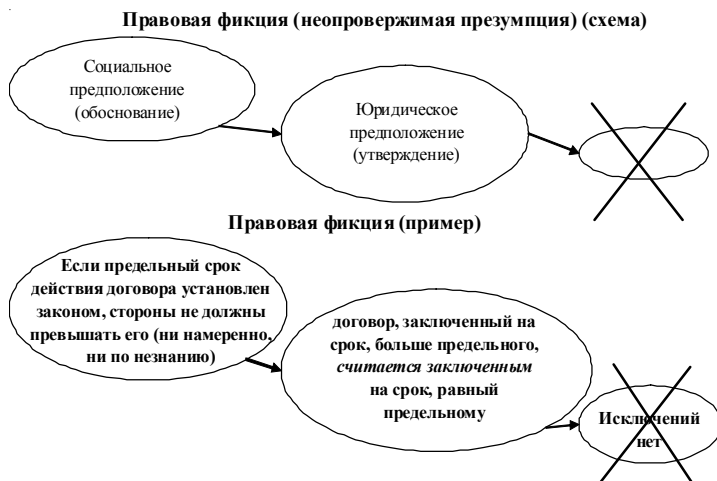 Правовая фикция (неопровержимая презумпция) (схема)
Социальное
предположение
(обоснование)
Юридическое
предположение
(утверждение)
Правовая фикция (пример)
Если предельный срок
действия договора установлен
законом, стороны не должны
превышать его (ни намеренно,
ни по незнанию)
договор, заключенный на
срок, больше предельного,
считается заключенным
на срок, равный
предельному
Исключений
нет